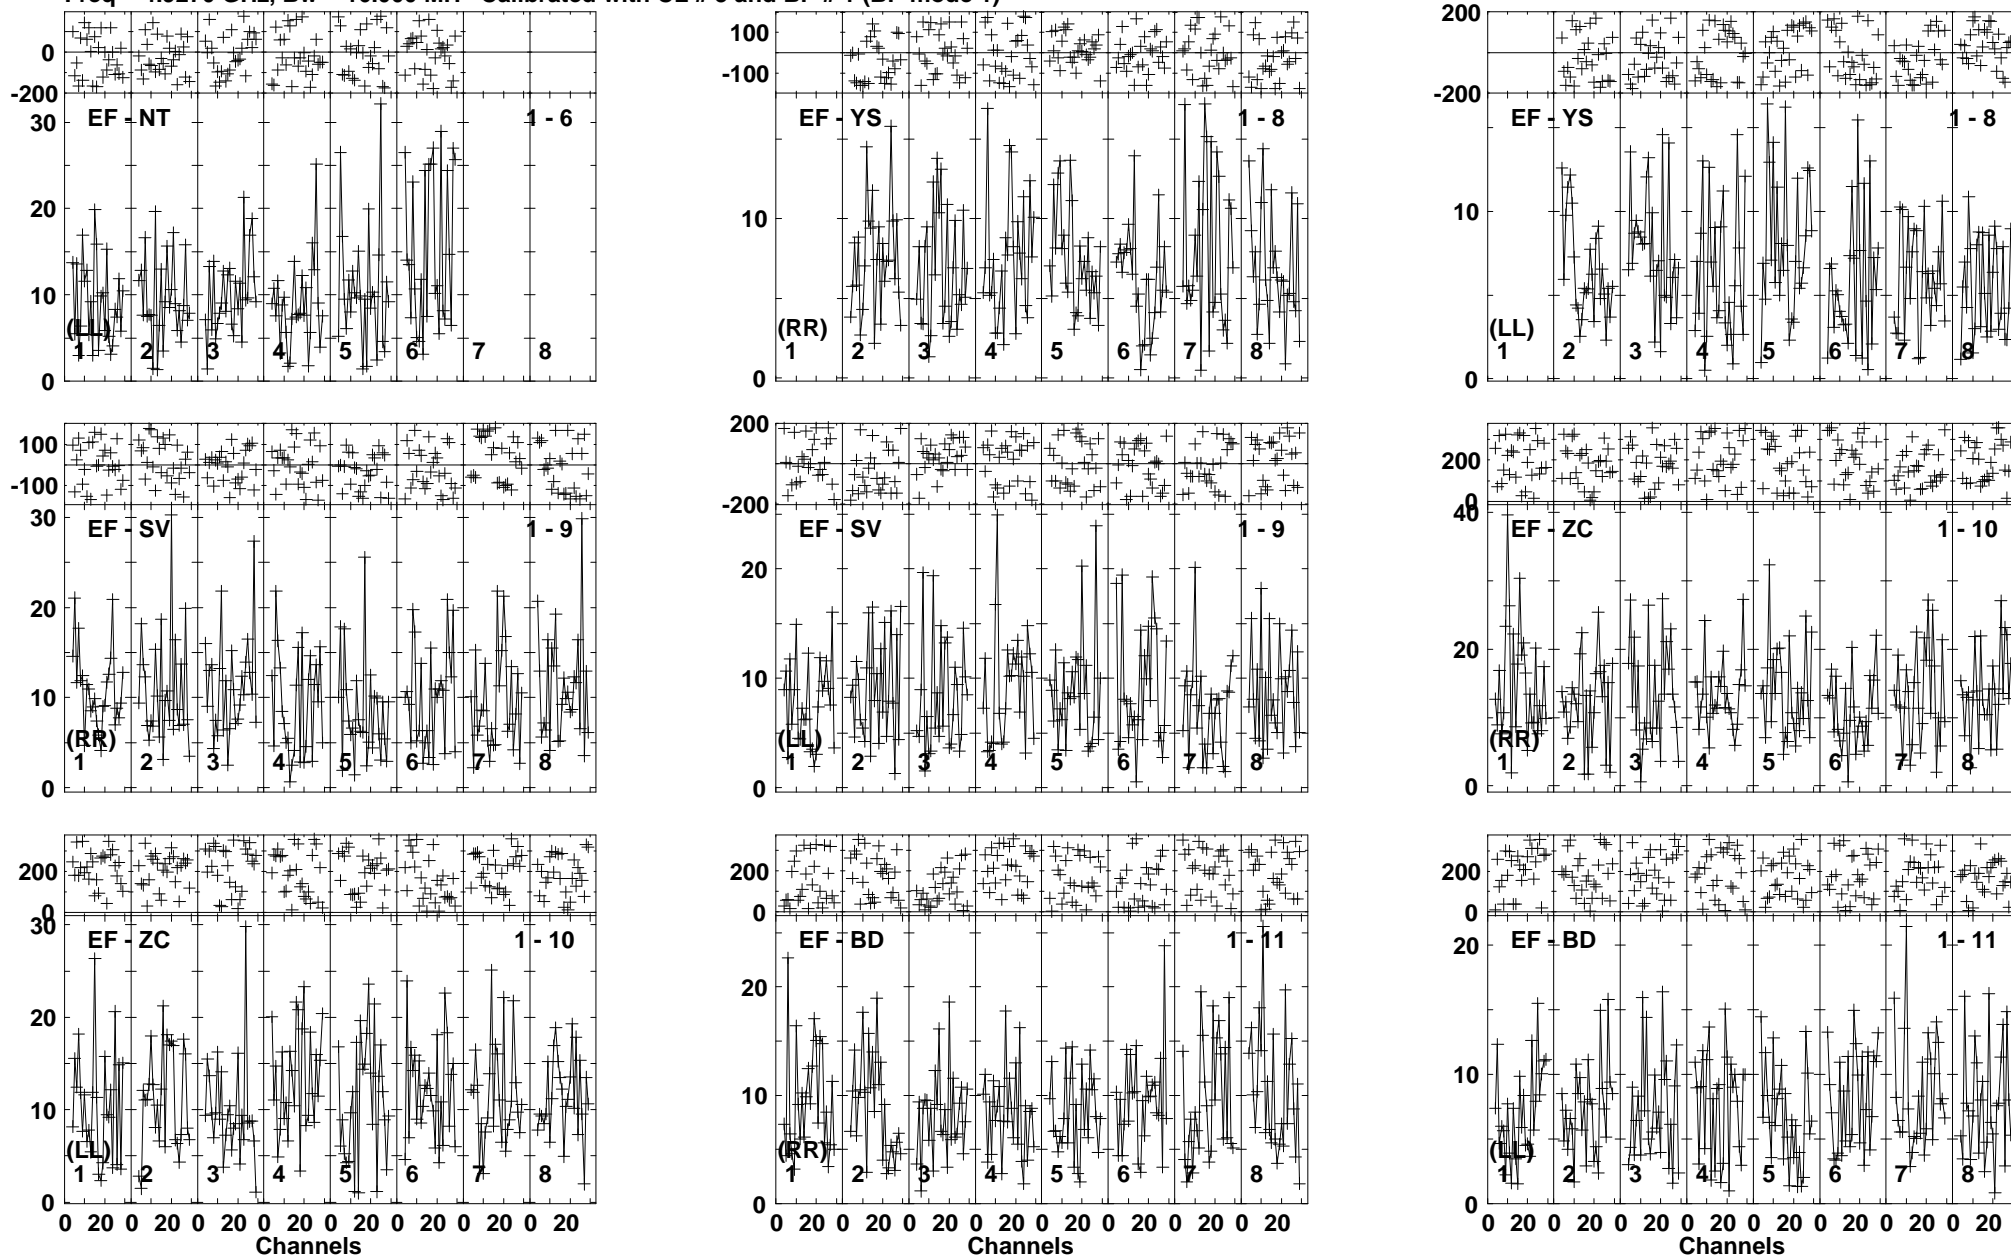 200 0 -200 100 -100 200 -200
EF - NT 1 - 6 EF - YS 1 - 8 EF - YS 1 - 8
30 20 10 0 10 0 10 0
(LL) (RR) (LL)
1 2 3 4 5 6 7 8 1 2 3 4 5 6 7 8 1 2 3 4 5 6 7 8
100 -100 200 -200 200 0
EF - SV 1 - 9 EF - SV 1 - 9 EF - ZC 1 - 10
30 20 10 0 20 10 0 40 20 0
(RR) (LL) (RR)
1 2 3 4 5 6 7 8 1 2 3 4 5 6 7 8 1 2 3 4 5 6 7 8
200 0 200 0 200 0
EF - ZC 1 - 10 EF - BD 1 - 11 EF - BD 1 - 11
30 20 10 0 20 10 0 20 10 0
(LL) (RR) (LL)
1 2 3 4 5 6 7 8 1 2 3 4 5 6 7 8 1 2 3 4 5 6 7 8
0 20 0 20 0 20 0 20 0 20 0 20 0 20 0 20 0 20 0 20 0 20 0 20 0 20 0 20 0 20 0 20 0 20 0 20 0 20 0 20 0 20 0 20 0 20 0 20
Channels Channels Channels